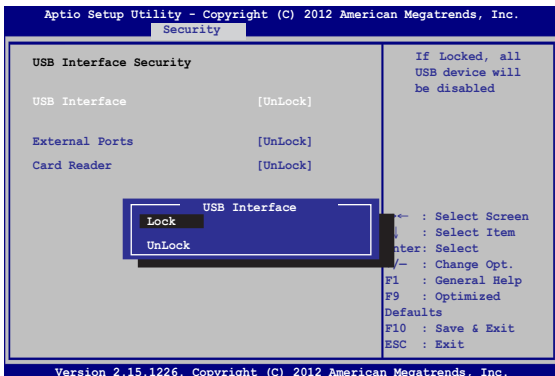 Aptio Setup Utility - Copyright (C) 2012 American Megatrends, Inc.
Security
USB Interface Security
USB Interface [UnLock]
External Ports [UnLock]
Card Reader [UnLock]
If Locked, all
USB device will
be disabled
USB Interface
Lock
UnLock
: Select Screen
: Select Item
: Select
: Change Opt.
F1 : General Help
F9 : Optimized
Defaults
F10 : Save & Exit
ESC : Exit
Version 2.15.1226. Copyright (C) 2012 American Megatrends, Inc.